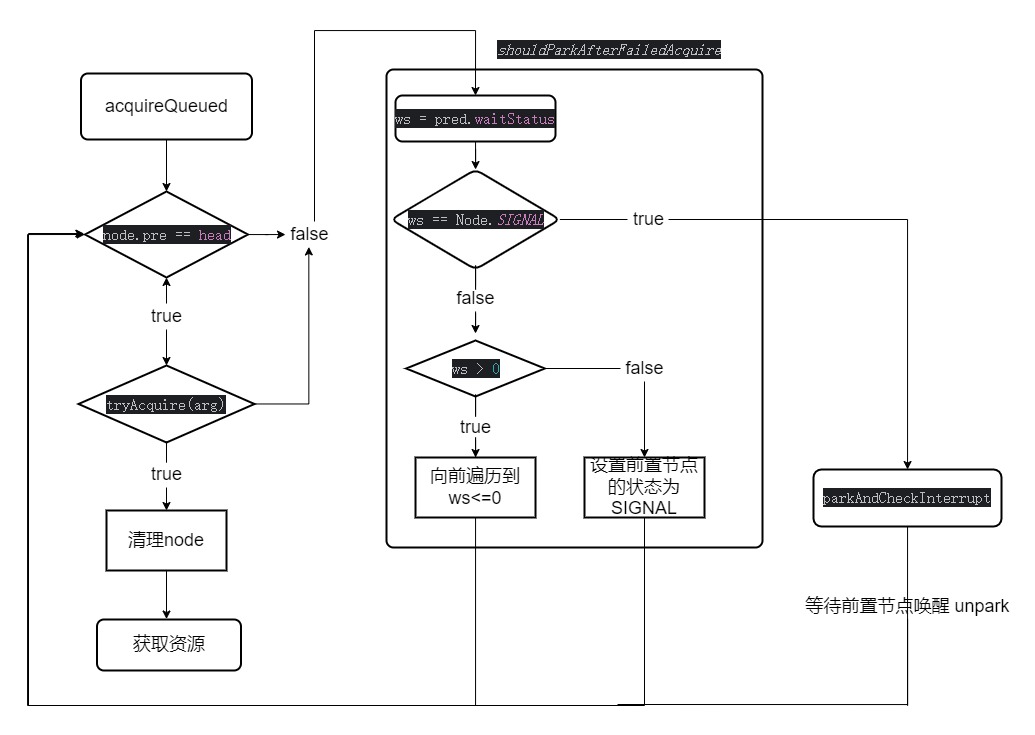 acquireQueued
node.pre == head
false
true
tryAcquire(arg)
true
清理node
获取资源
shouldParkAfterFailedAcquire
ws = pred.waitStatus
ws == Node.SIGNAL
true
false
ws > 0
false
true
向前遍历到
ws<=0
设置前置节点
的状态为
SIGNAL
parkAndCheckInterrupt
等待前置节点唤醒 unpark